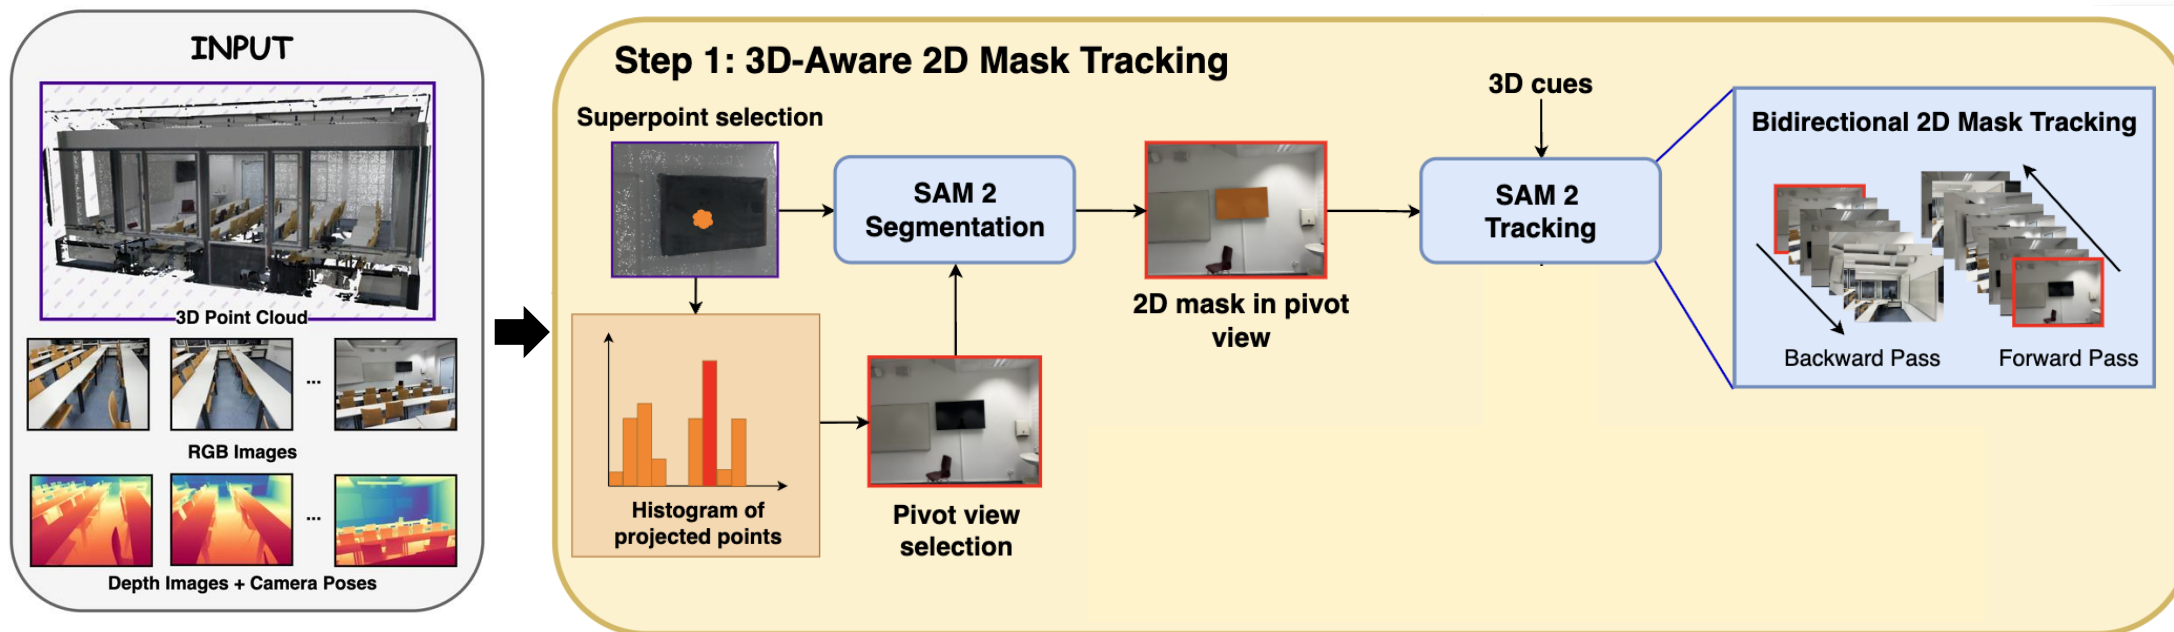 INPUT
3D Point Cloud
RGB Images
...
Depth Images + Camera Poses
...
Step 1: 3D-Aware 2D Mask Tracking
Superpoint selection
Histogram of
projected points
Pivot view
selection
SAM 2
Segmentation
2D mask in pivot
view
3D cues
SAM 2
Tracking
Bidirectional 2D Mask Tracking
Backward Pass
Forward Pass